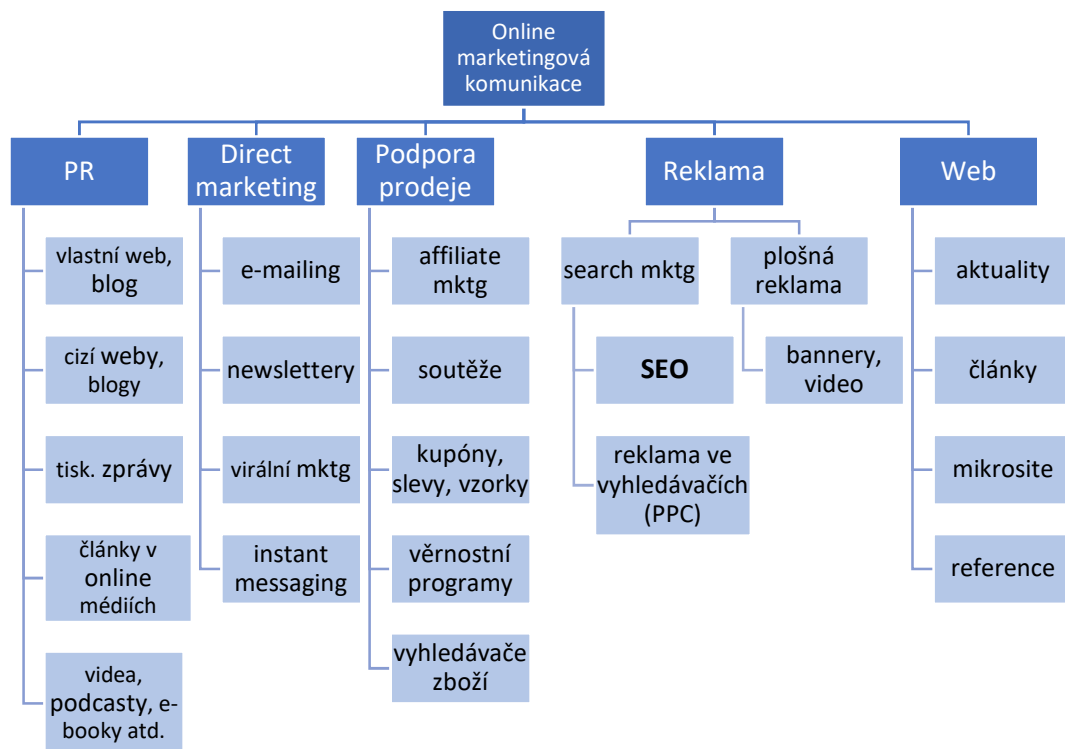 Online
marketingová
komunikace
PR
vlastní web,
blog
cizí weby,
blogy
tisk. zprávy
články v
online
médiích
videa,
podcasty, e-
booky atd.
Direct
marketing
e-mailing
newslettery
virální mktg
instant
messaging
Podpora
prodeje
affiliate
mktg
soutěže
kupóny,
slevy, vzorky
věrnostní
programy
vyhledávače
zboží
Reklama
search mktg
SEO
reklama ve
vyhledávačích
(PPC)
plošná
reklama
bannery,
video
Web
aktuality
články
mikrosite
reference